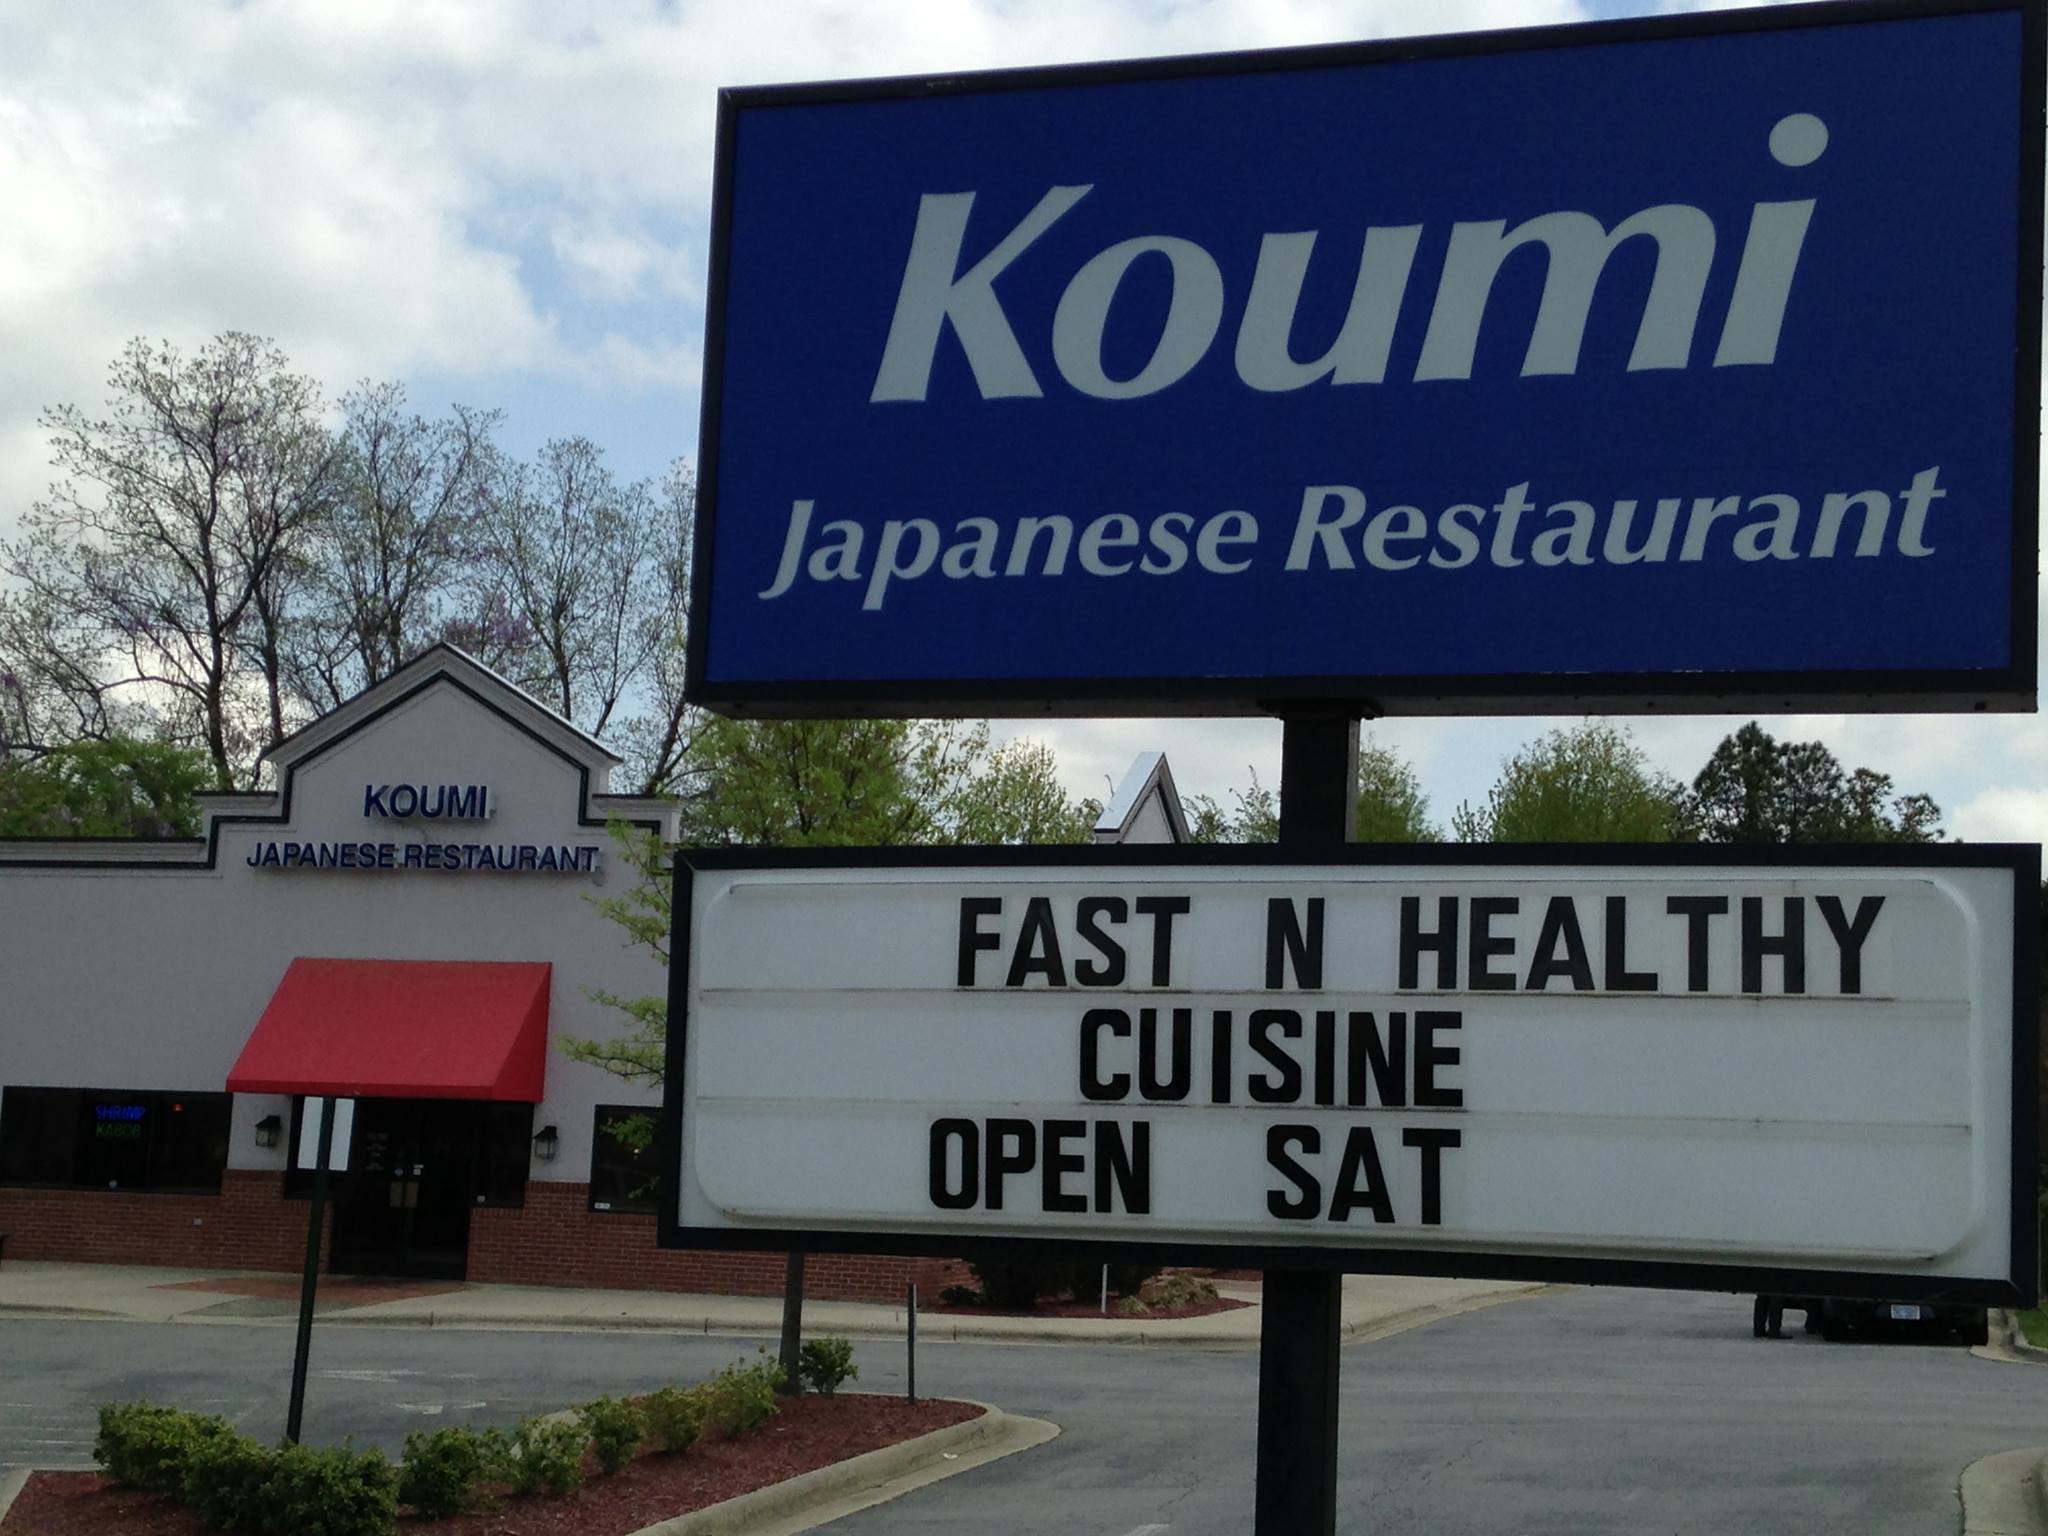 Koumi
Japanese Restaurant
FAST N HEALTHY
CUISINE
OPEN SAT
KOUMI
JAPANESE RESTAURANT
SHRIMP
KABOB